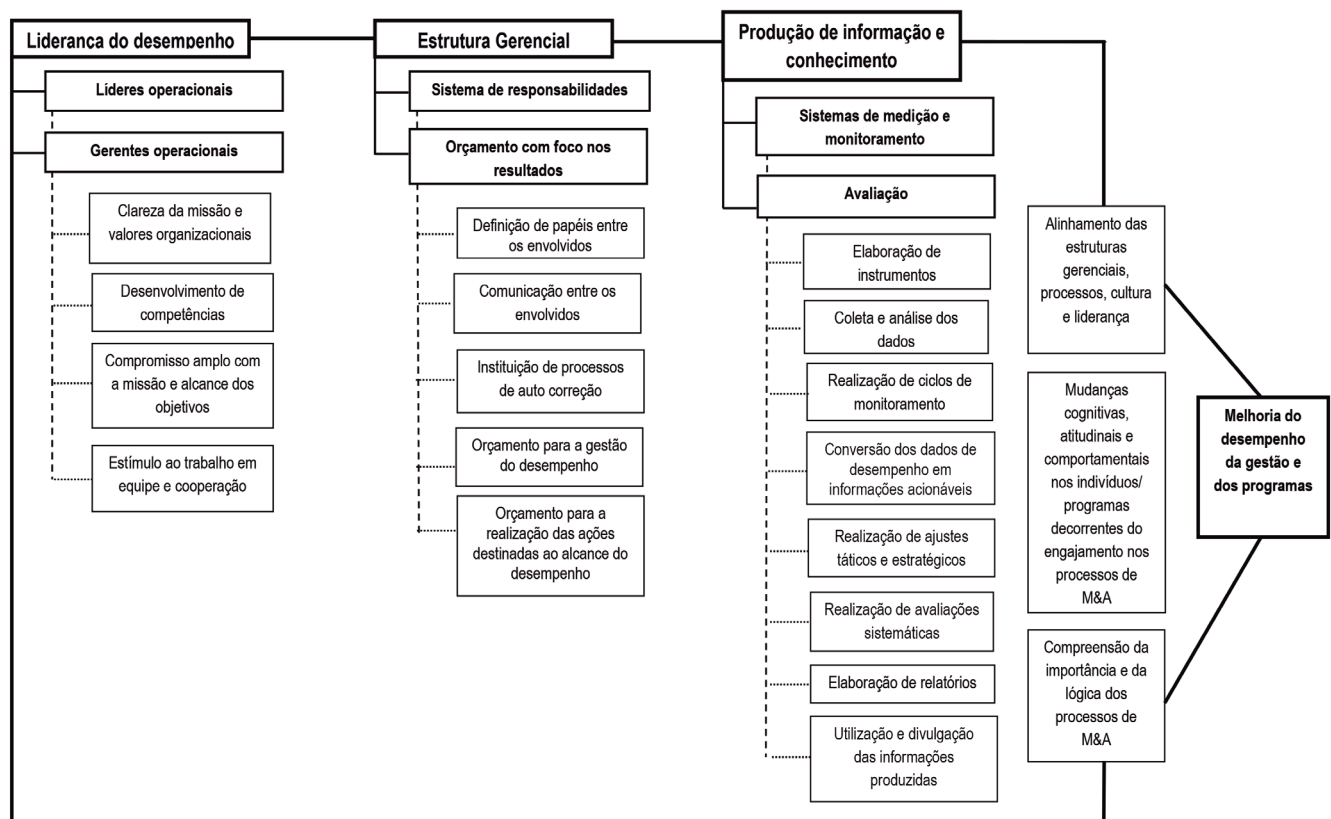 Liderança do desempenho
Líderes operacionais
Gerentes operacionais
Clareza da missão e
valores organizacionais
Desenvolvimento de
competências
Compromisso amplo com
a missão e alcance dos
objetivos
Estímulo ao trabalho em
equipe e cooperação
Estrutura Gerencial
Sistema de responsabilidades
Orçamento com foco nos
resultados
Definição de papéis entre
os envolvidos
Comunicação entre os
envolvidos
Instituição de processos
de auto correção
Orçamento para a gestão
do desempenho
Orçamento para a
realização das ações
destinadas ao alcance do
desempenho
Produção de informação e
conhecimento
Sistemas de medição e
monitoramento
Avaliação
Elaboração de
instrumentos
Coleta e análise dos
dados
Realização de ciclos de
monitoramento
Conversão dos dados de
desempenho em
informações acionáveis
Realização de ajustes
táticos e estratégicos
Realização de avaliações
sistemáticas
Elaboração de relatórios
Utilização e divulgação
das informações
produzidas
Alinhamento das
estruturas
gerenciais,
processos, cultura
e liderança
Mudanças
cognitivas,
atitudinais e
comportamentais
nos indivíduos/
programas
decorrentes do
engajamento nos
processos de
M&A
Compreensão da
importância e da
lógica dos
processos de
M&A
Melhoria do
desempenho
da gestão e
dos programas